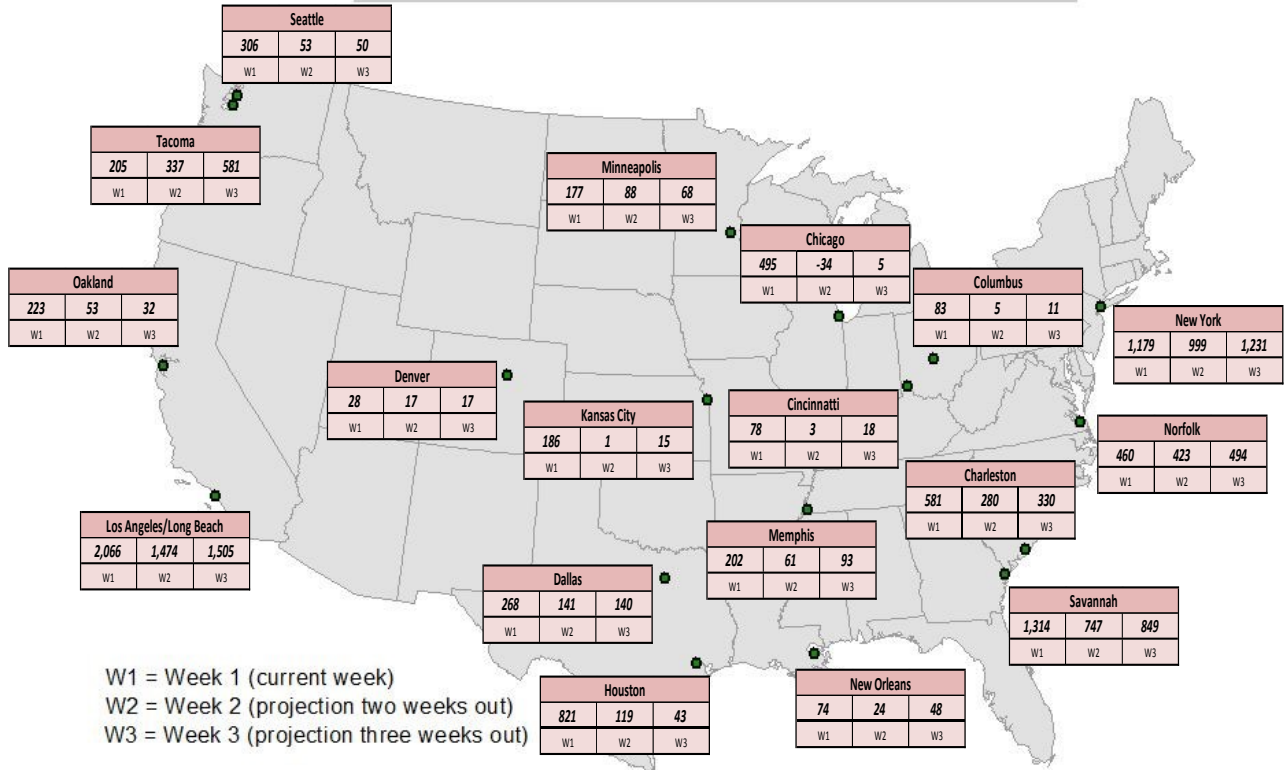 Seattle
306 53 50
W1 W2 W3
Tacoma
205 337 581
W1 W2 W3
Minneapolis
177 88 68
W1 W2 W3
Chicago
495 -34 5
W1 W2 W3
Oakland
223 53 32
W1 W2 W3
Columbus
83 5 11
W1 W2 W3
New York
1,179 999 1,231
W1 W2 W3
Denver
28 17 17
W1 W2 W3
Kansas City
186 1 15
W1 W2 W3
Cincinnatti
78 3 18
W1 W2 W3
Norfolk
460 423 494
W1 W2 W3
Charleston
581 280 330
W1 W2 W3
Los Angeles/Long Beach
2,066 1,474 1,505
W1 W2 W3
Memphis
202 61 93
W1 W2 W3
Dallas
268 141 140
W1 W2 W3
Savannah
1,314 747 849
W1 W2 W3
Houston
821 119 43
W1 W2 W3
New Orleans
74 24 48
W1 W2 W3
W1 = Week 1 (current week)
W2 = Week 2 (projection two weeks out)
W3 = Week 3 (projection three weeks out)